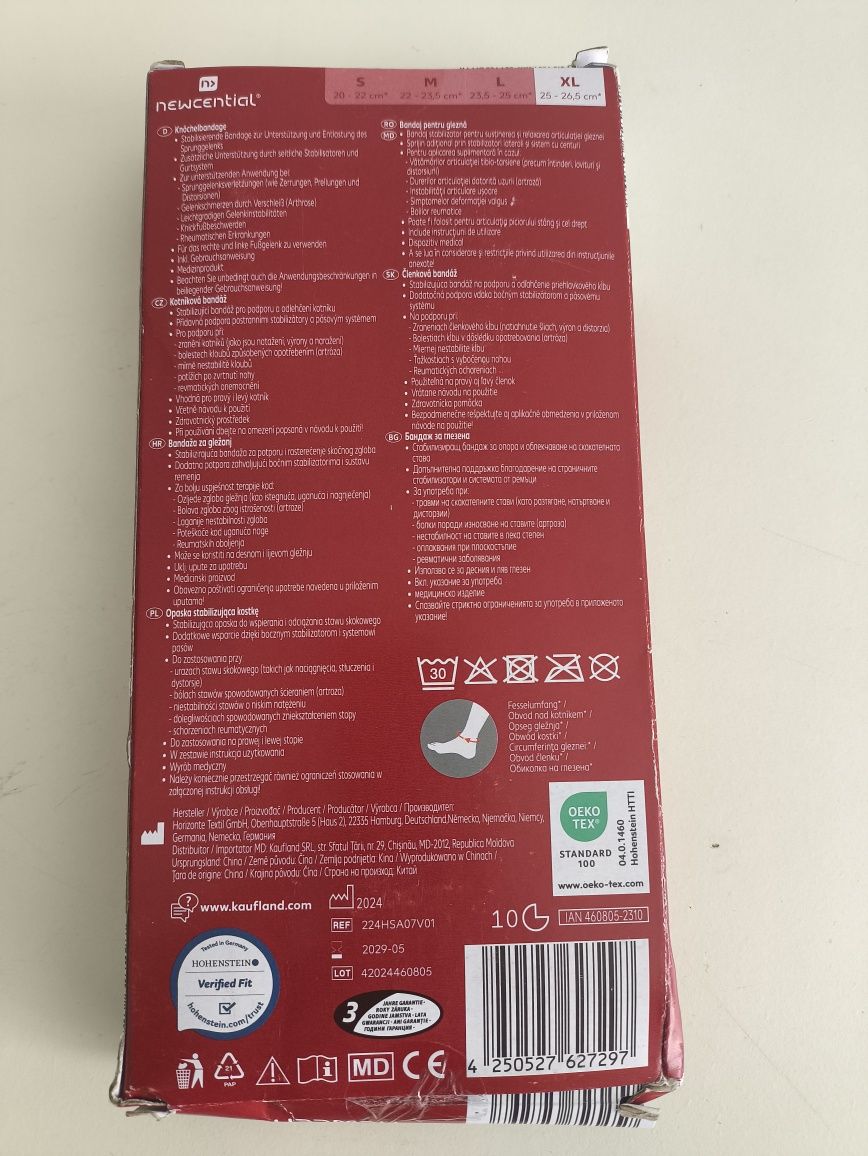 newcential®
S
20 - 22 cm*
M
22 - 23,5 cm*
L
23,5 - 25 cm*
XL
25 - 26,5 cm*
D Knöchelbandage
• Stabilisierende Bandage zur Unterstützung und Entlastung des
Sprunggelenks
• Zusätzliche Unterstützung durch seitliche Stabilisatoren und
Gurtsystem
• Zur unterstützenden Anwendung bei:
- Sprunggelenksverletzungen (wie Zerrungen, Prellungen und
Distorsionen)
- Gelenkschmerzen durch Verschleiß (Arthrose)
- Leichtgradigen Gelenkinstabilitäten
- Knickfußbeschwerden
- Rheumatischen Erkrankungen
• Für das rechte und linke Fußgelenk zu verwenden
• Inkl. Gebrauchsanweisung
• Medizinprodukt
• Beachten Sie unbedingt auch die Anwendungsbeschränkungen in
beiliegender Gebrauchsanweisung!
CZ Kotníková bandáž
• Stabilizující bandáž pro podporu a odlehčení kotníku
• Přídavná podpora postranními stabilizátory a pásovým systémem
• Pro podporu při:
- zranění kotníků (jako jsou natažení, výrony a naražení)
- bolestech kloubů způsobených opotřebením (artróza)
- mírné nestabilitě kloubů
- potížích po zvrtnutí nohy
- revmatických onemocnění
• Vhodná pro pravý i levý kotník
• Včetně návodu k použití
• Zdravotnický prostředek
• Při používání dbejte na omezení popsaná v návodu k použití!
HR Bandaža za gležanj
• Stabilizirajuća bandaža za potporu i rasterećenje skočnog zgloba
• Dodatna potpora zahvaljujući bočnim stabilizatorima i sustavu
remenja
• Za bolju uspješnost terapije kod:
- Ozljede zgloba gležnja (kao istegnuća, uganuća i nagnječenja)
- Bolova zgloba zbog istrošenosti (artroze)
- Laganije nestabilnosti zgloba
- Poteškoće kod uganuća noge
- Reumatskih oboljenja
• Može se koristiti na desnom i lijevom gležnju
• Uklj. upute za upotrebu
• Medicinski proizvod
• Obavezno poštivati ograničenja upotrebe navedena u priloženim
uputama!
PL Opaska stabilizująca kostkę
• Stabilizująca opaska do wspierania i odciążania stawu skokowego
• Dodatkowe wsparcie dzięki bocznym stabilizatorom i systemowi
pasów
• Do zastosowania przy:
- urazach stawu skokowego (takich jak naciągnięcia, stłuczenia i
dystorsje)
- bólach stawów spowodowanych ścieraniem (artroza)
- niestabilności stawów o niskim natężeniu
- dolegliwościach spowodowanych zniekształceniem stopy
- schorzeniach reumatycznych
• Do zastosowania na prawej i lewej stopie
• W zestawie instrukcja użytkowania
• Wyrób medyczny
• Należy koniecznie przestrzegać również ograniczeń stosowania w
załączonej instrukcji obsługi!
RO MD Bandaj pentru gleznă
• Bandaj stabilizator pentru susținerea și relaxarea articulației gleznei
• Sprijin adițional prin stabilizatori laterali și sistem cu centuri
• Pentru aplicarea suplimentară în cazul:
- Vătămărilor articulației tibio-tarsiene (precum întinderi, lovituri și
distorsiuni)
- Durerilor articulației datorită uzurii (artroză)
- Instabilități articulare ușoare
- Simptomelor deformației valgus
- Bolilor reumatice
• Poate fi folosit pentru articulația piciorului stâng și cel drept
• Include instrucțiuni de utilizare
• Dispozitiv medical
• A se lua în considerare și restricțiile privind utilizarea din instrucțiunile
anexate!
SK Členková bandáž
• Stabilizujúca bandáž na podporu a odľahčenie priehlavkového kĺbu
• Dodatočná podpora vďaka bočným stabilizátorom a pásovému
systému
• Na podporu pri:
- Zraneniach členkového kĺbu (natiahnutie šliach, výron a distorzia)
- Bolestiach kĺbu v dôsledku opotrebovania (artróza)
- Miernej nestabilite kĺbu
- Ťažkostiach s vybočenou nohou
- Reumatických ochoreniach
• Použiteľná na pravý aj ľavý členok
• Vrátane návodu na použitie
• Zdravotnícka pomôcka
• Bezpodmienečne rešpektujte aj aplikačné obmedzenia v priloženom
návode na použitie!
BG Бандаж за глезена
• Стабилизиращ бандаж за опора и облекчаване на скакателната
става
• Допълнителна поддръжка благодарение на страничните
стабилизатори и системата от ремъци
• За употреба при:
- травми на скакателните стави (като разтягане, натъртване и
дисторзии)
- болки поради износване на ставите (артроза)
- нестабилност на ставите в лека степен
- оплаквания при плоскостъпие
- ревматични заболявания
• Използва се за десния и ляв глезен
• Вкл. указание за употреба
• медицинско изделие
• Спазвайте стриктно ограниченията за употреба в приложеното
указание!
30
Fesselumfang* /
Obvod nad kotníkem* /
Opseg gležnja* /
Obwód kostki* /
Circumferința gleznei* /
Obvod členku* /
Обиколка на глезена*
Hersteller / Výrobce / Proizvođač / Producent / Producător / Výrobca / Производител:
Horizonte Textil GmbH, Obenhauptstraße 5 (Haus 2), 22335 Hamburg, Deutschland,Německo, Njemačka, Niemcy,
Germania, Nemecko, Германия
Distribuitor / Importator MD: Kaufland SRL, str. Sfatul Țării, nr. 29, Chișinău, MD-2012, Republica Moldova
Ursprungsland: China / Země původu: Čína / Zemlja podrijetla: Kina / Wyprodukowano w Chinach /
Țara de origine: China / Krajina pôvodu: Čína / Страна на произход: Китай
OEKO
TEX®
STANDARD
100
04.0.1460
Hohenstein HTTI
www.oeko-tex.com
www.kaufland.com
2024
REF 224HSA07V01
2029-05
LOT 42024460805
10
IAN 460805-2310
Tested in Germany
HOHENSTEIN
Verified Fit
hohenstein.com/trust
3
JAHRE GARANTIE •
ROKY ZÁRUKA •
GODINE JAMSTVA • LATA
GWARANCJI • ANI GARANȚIE •
ГОДИНИ ГАРАНЦИЯ •
21
PAP
MD
CE
4 250527 627297